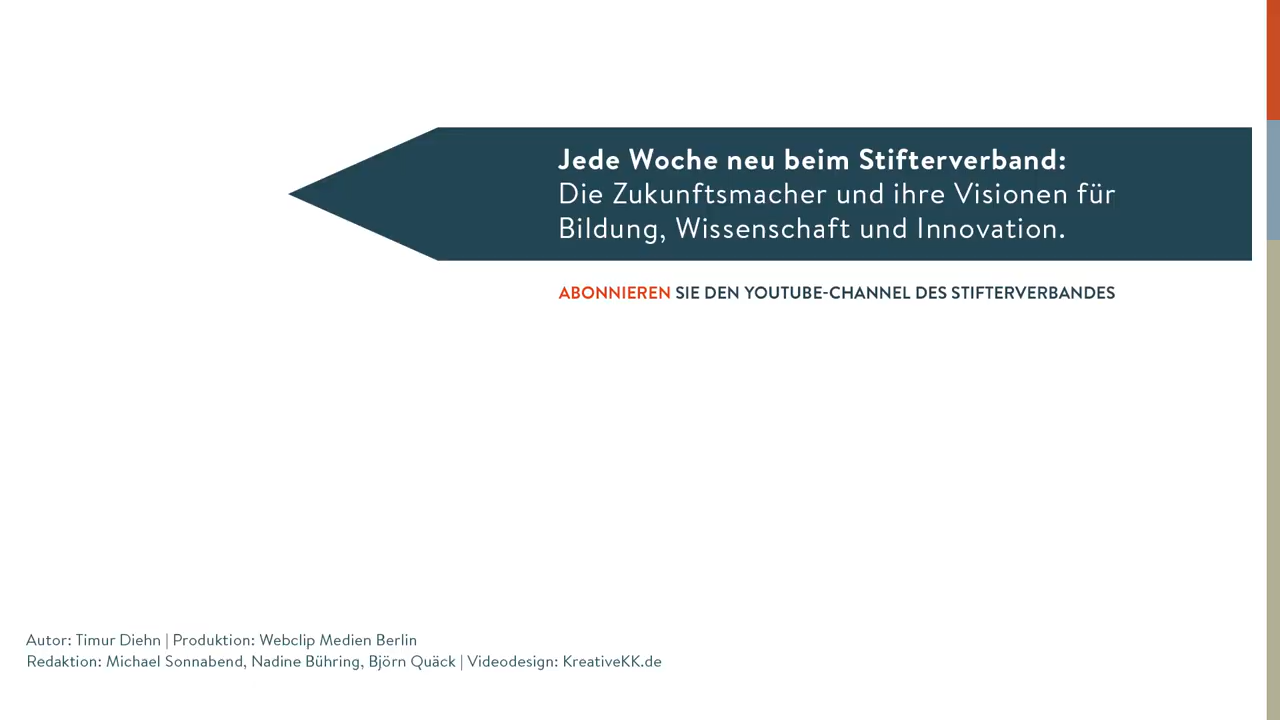 Jede Woche neu beim Stifterverband:
Die Zukunftsmacher und ihre Visionen für
Bildung, Wissenschaft und Innovation.
ABONNIEREN SIE DEN YOUTUBE-CHANNEL DES STIFTERVERBANDES
Autor: Timur Diehn | Produktion: Webclip Medien Berlin
Redaktion: Michael Sonnabend, Nadine Bühring, Björn Quäck | Videodesign: KreativeKK.de